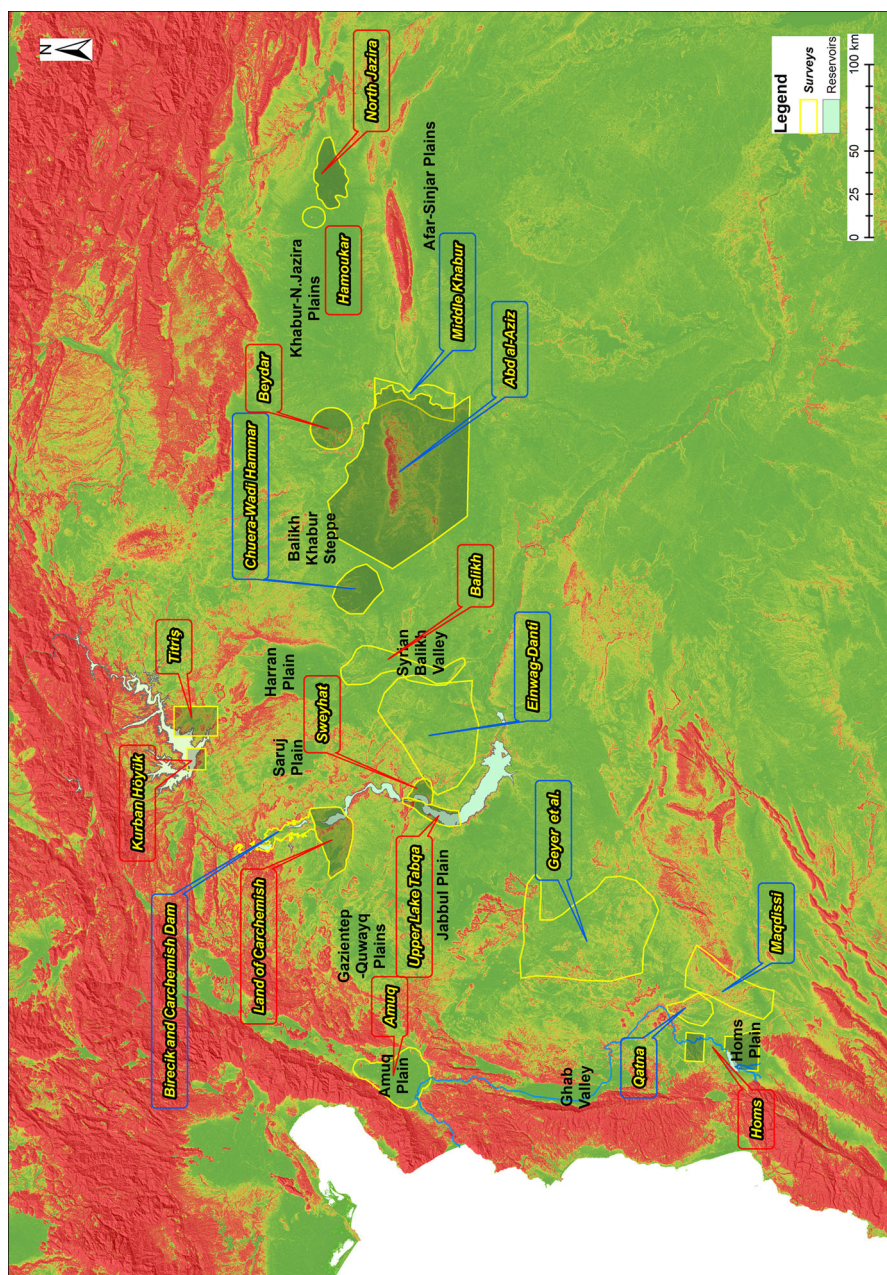 N
Titriş
Kurban Höyük
Birecik and Carchemish Dam
Land of Carchemish
Chuera-Wadi Hammar
Beydar
Hamoukar
North Jazira
Harran
Plain
Saruj
Plain
Gazientep
-Quwayq
Plains
Balikh
Khabur
Steppe
Khabur-N.Jazira
Plains
Afar-Sinjar Plains
Sweyhat
Upper Lake Tabqa
Jabbul Plain
Amuq
Amuq
Plain
Syrian
Balikh
Valley
Balikh
Middle Khabur
Abd al-Aziz
Einwag-Danti
Geyer et al.
Ghab
Valley
Qatna
Maqdissi
Homs
Plain
Homs
Legend
Surveys
Reservoirs
0 25 50 100 km